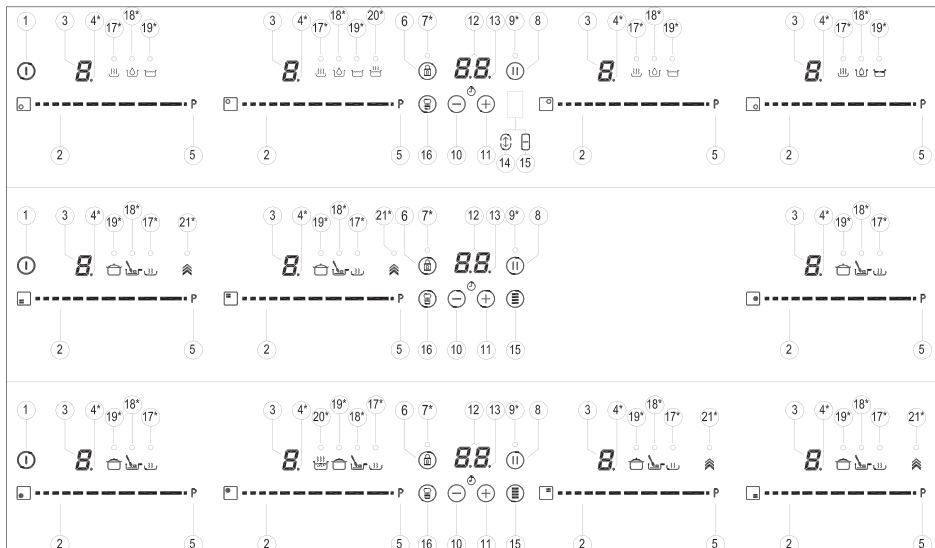 18* 18* 20* 18* 18*
1 3 4* 17* 19* 3 4* 17* 19* 6 7* 12 13 9* 8 3 4* 17* 19* 3 4* 17* 19*
8. 8. 8.8. 8. 8.
P P P P
2 5 2 5 16 10 11 14 15 2 5 2 5
18* 18* 18*
1 3 4* 19* 17* 21* 3 4* 19* 17* 21* 6 7* 12 13 9* 8 3 4* 19* 17*
8. 8. 8.8. 8.
P P P
2 5 2 5 16 10 11 15 2 5
18* 19* 17* 18* 18*
1 3 4* 19* 17* 3 4* 20* 18* 6 7* 12 13 9* 8 3 4* 19* 17* 21* 3 4* 19* 17* 21*
8. 8. 8.8. 8. 8.
P P P P
2 5 2 5 16 10 11 15 2 5 2 5